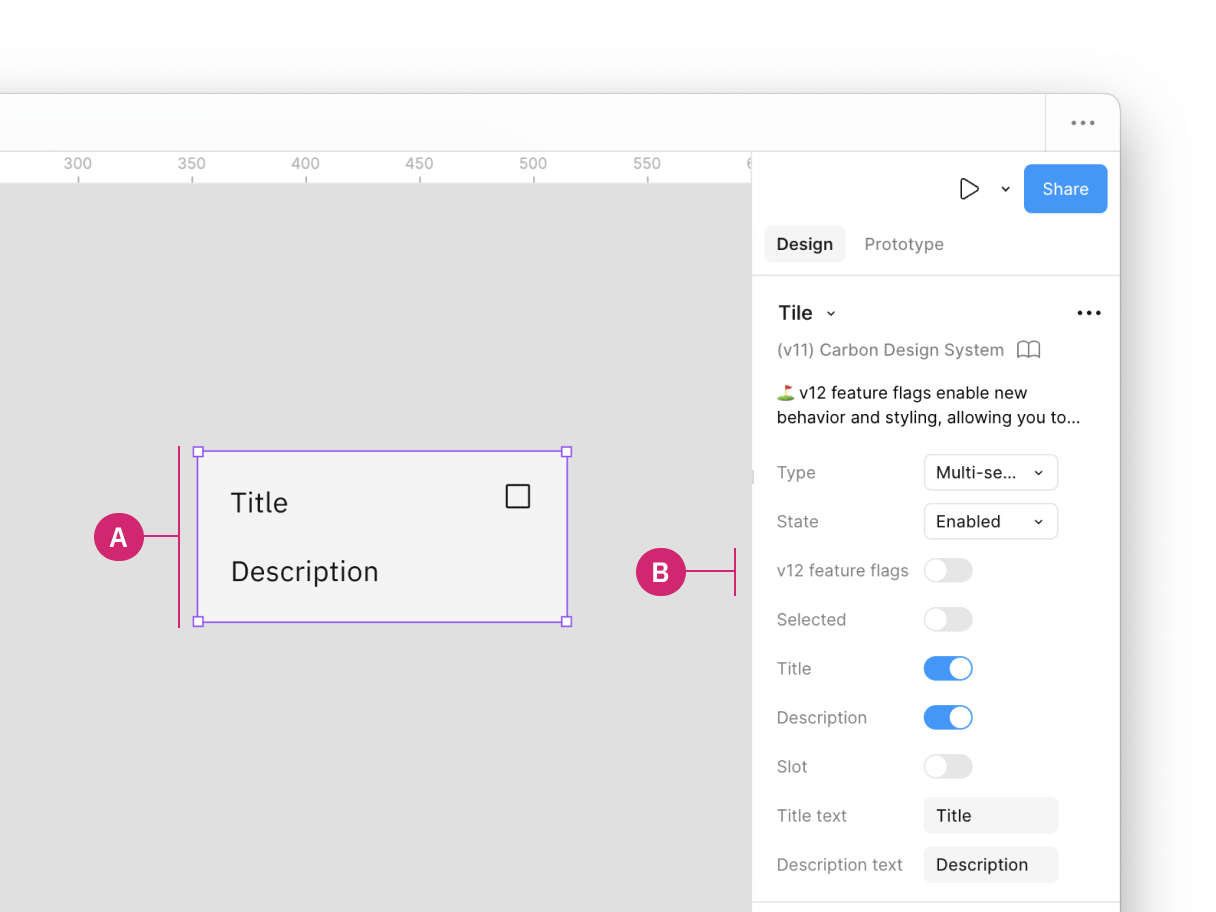 300 350 400 450 500 550
Share
Design Prototype
Tile
(v11) Carbon Design System
v12 feature flags enable new
behavior and styling, allowing you to...
Type Multi-se...
State Enabled
v12 feature flags
Selected
Title
Description
Slot
Title text Title
Description text Description
A
Title
Description
B